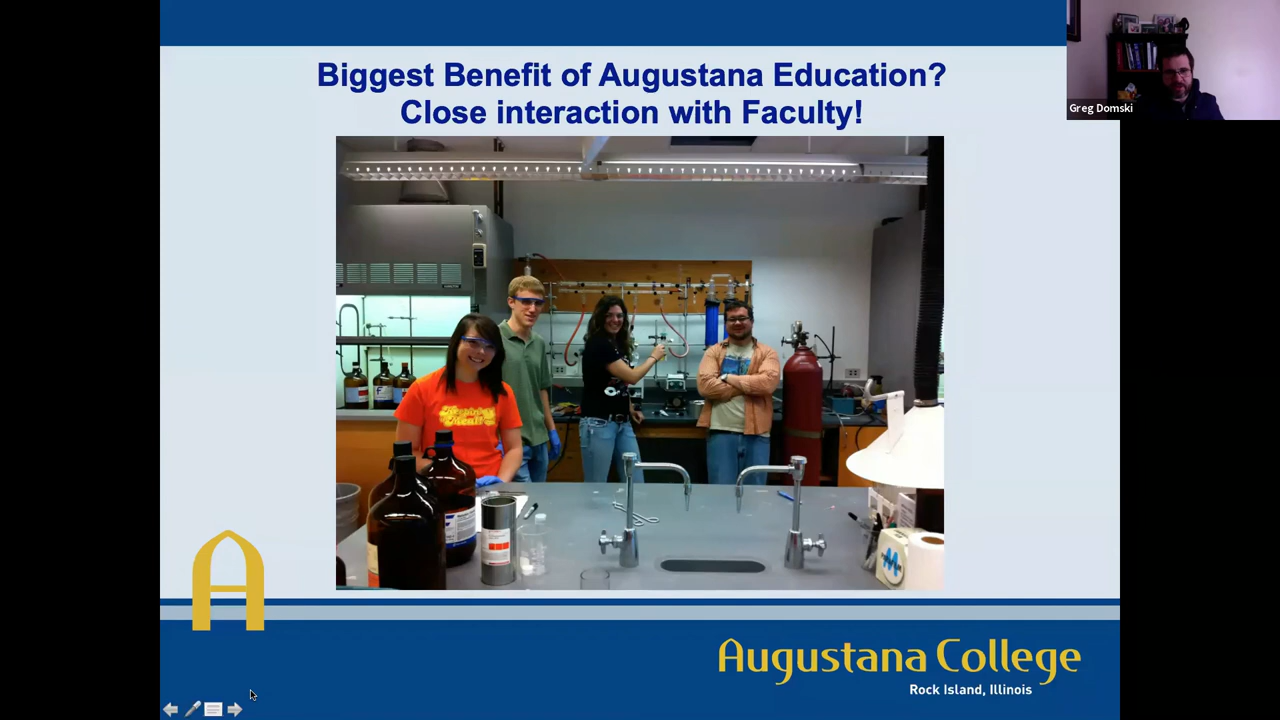 Biggest Benefit of Augustana Education?
Close interaction with Faculty!
Greg Domski
Augustana College
Rock Island, Illinois